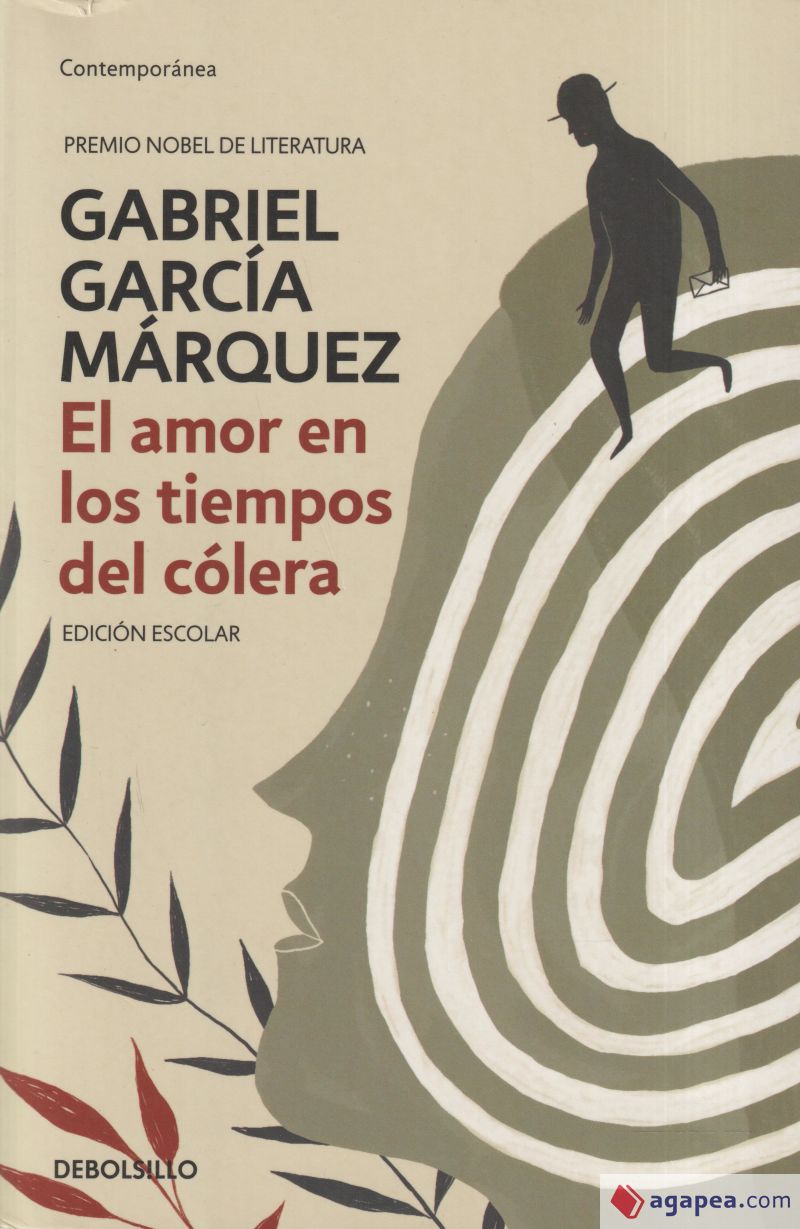 Contemporánea
PREMIO NOBEL DE LITERATURA
GABRIEL
GARCÍA
MÁRQUEZ
El amor en
los tiempos
del cólera
EDICIÓN ESCOLAR
DEBOLSILLO
agapea.com